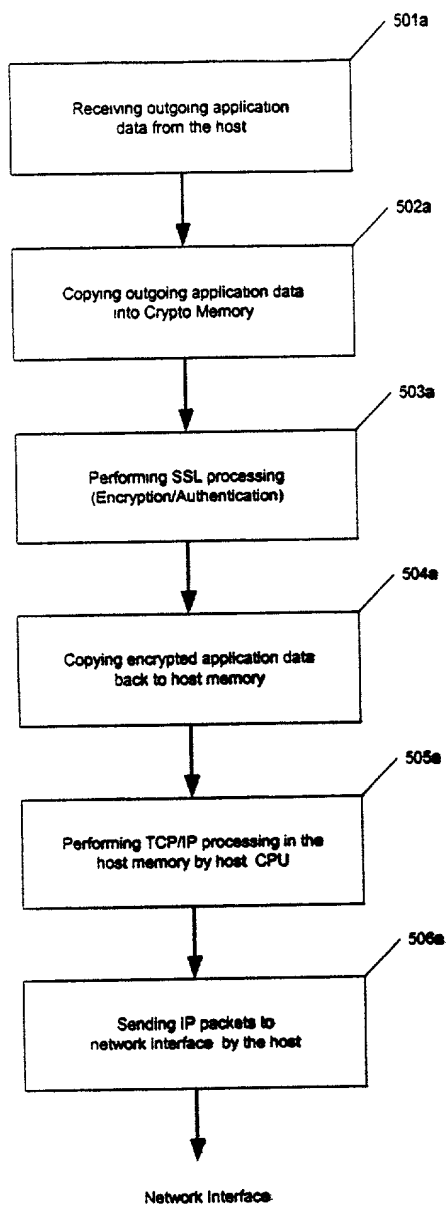 501a
Receiving outgoing application
data from the host
502a
Copying outgoing application data
into Crypto Memory
503a
Performing SSL processing
(Encryption/Authentication)
504a
Copying encrypted application data
back to host memory
505a
Performing TCP/IP processing in the
host memory by host CPU
506a
Sending IP packets to
network interface by the host
Network Interface